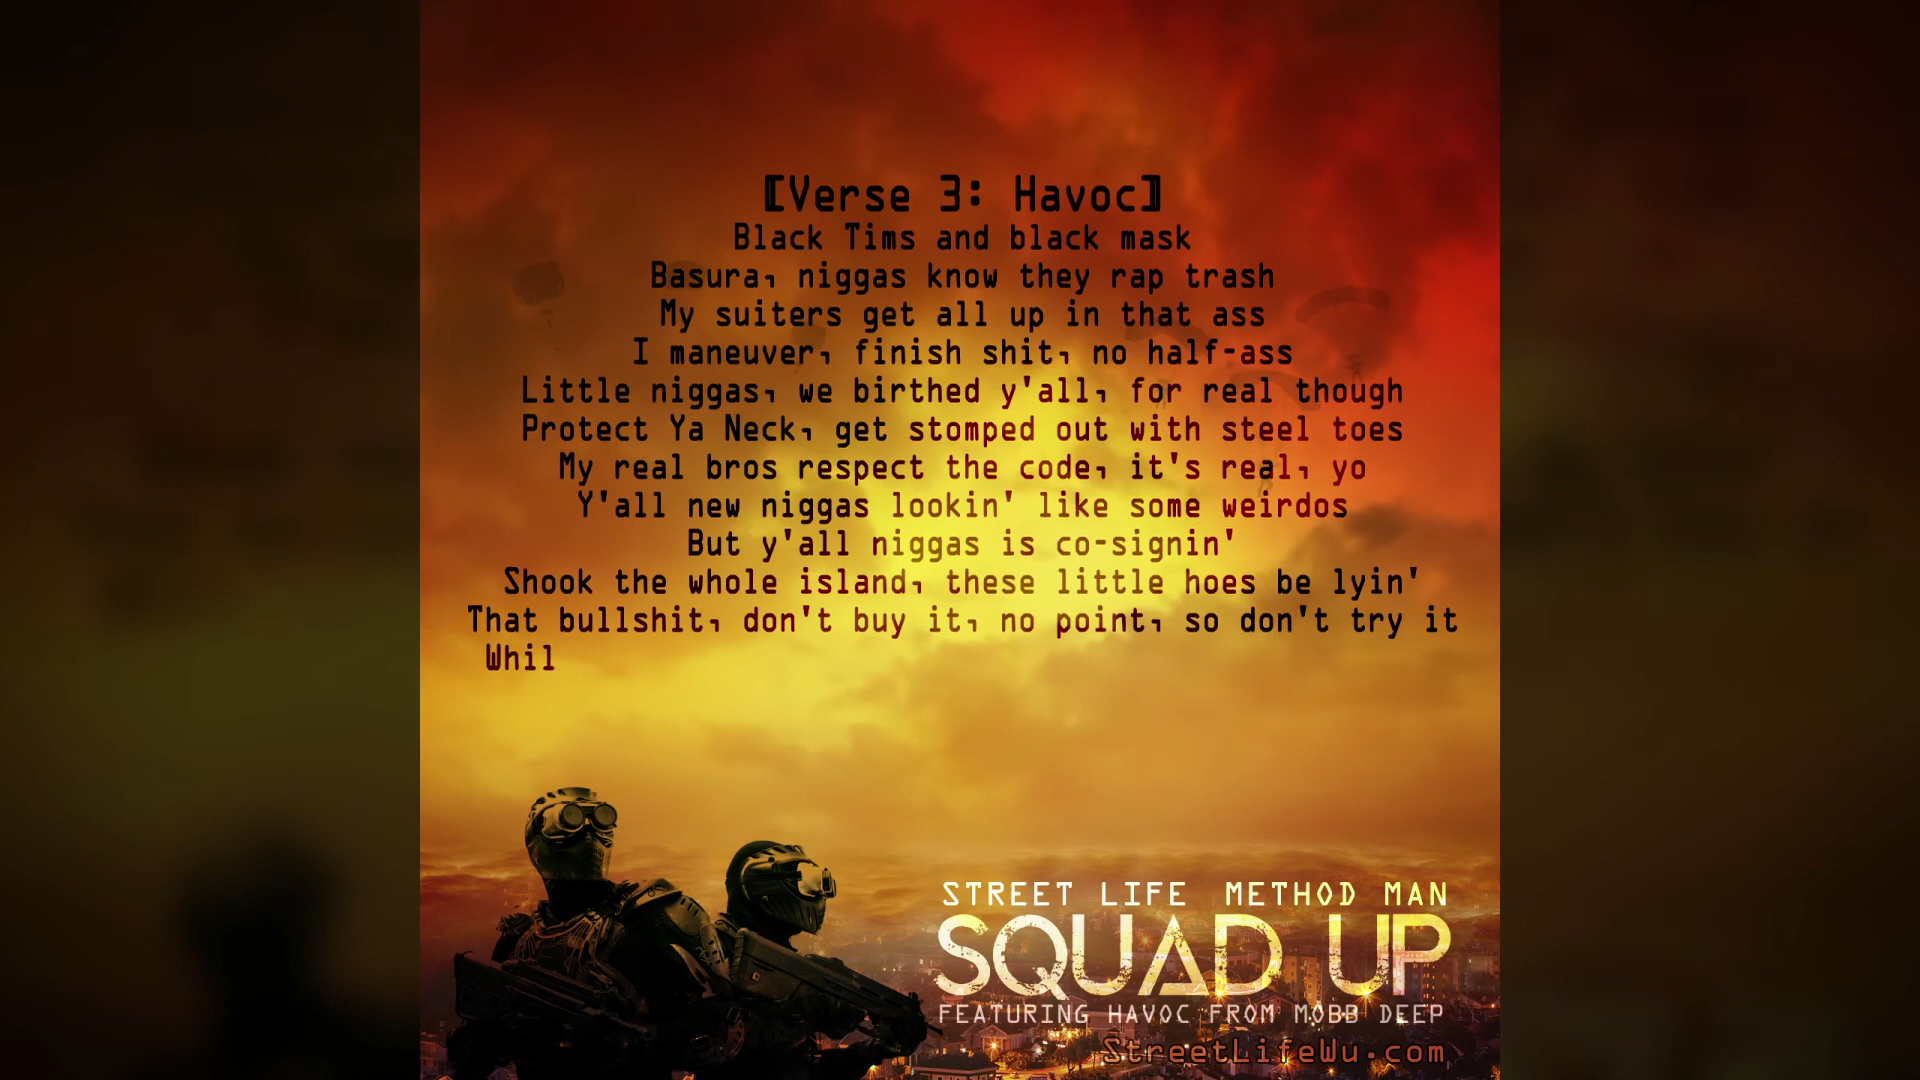 [Verse 3: Havoc]
Black Tims and black mask
Basura, niggas know they rap trash
My suiters get all up in that ass
I maneuver, finish shit, no half-ass
Little niggas, we birthed y'all, for real though
Protect Ya Neck, get stomped out with steel toes
My real bros respect the code, it's real, yo
Y'all new niggas lookin' like some weirdos
But y'all niggas is co-signin'
Shook the whole island, these little hoes be lyin'
That bullshit, don't buy it, no point, so don't try it
Whil
STREET LIFE METHOD MAN
SQUAD UP
FEATURING HAVOC FROM MOBB DEEP
StreetLifeWu.com